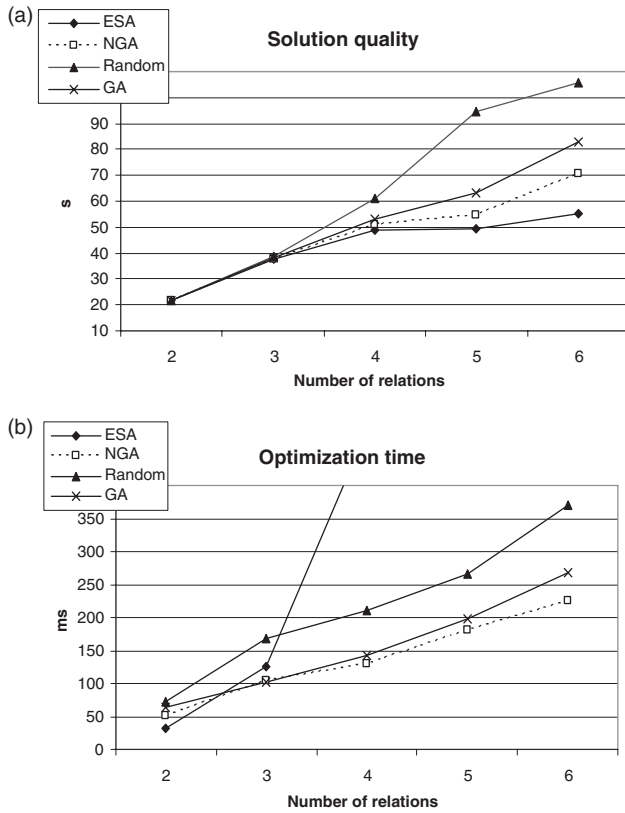 (a)
ESA
NGA
Random
GA
Solution quality
90
80
70
60
50
40
30
20
10
s
2 3 4 5 6
Number of relations
(b)
ESA
NGA
Random
GA
Optimization time
350
300
250
200
150
100
50
0
ms
2 3 4 5 6
Number of relations